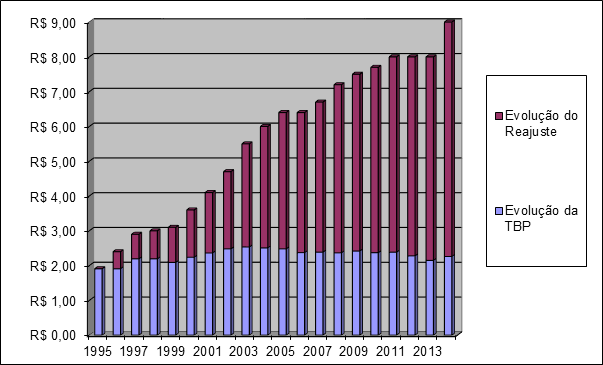 R$ 9,00
R$ 8,00
R$ 7,00
R$ 6,00
R$ 5,00
R$ 4,00
R$ 3,00
R$ 2,00
R$ 1,00
R$ 0,00
1995 1997 1999 2001 2003 2005 2007 2009 2011 2013
Evolução do
Reajuste
Evolução da
TBP